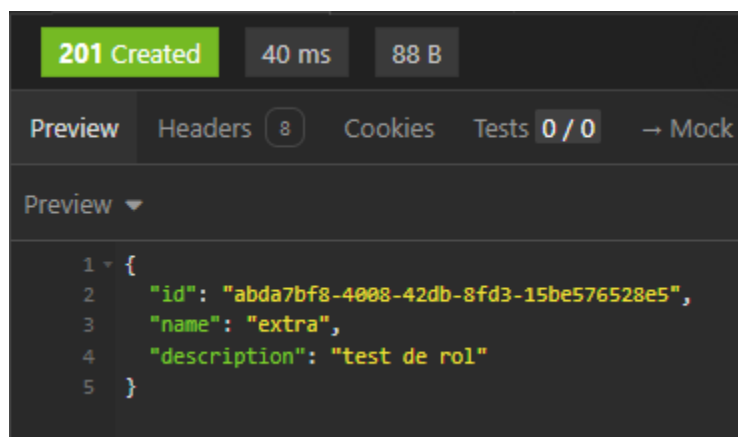 201 Created 40 ms 88 B
Preview Headers 8 Cookies Tests 0 / 0 → Mock
Preview
1 {
2 "id": "abda7bf8-4008-42db-8fd3-15be576528e5",
3 "name": "extra",
4 "description": "test de rol"
5 }